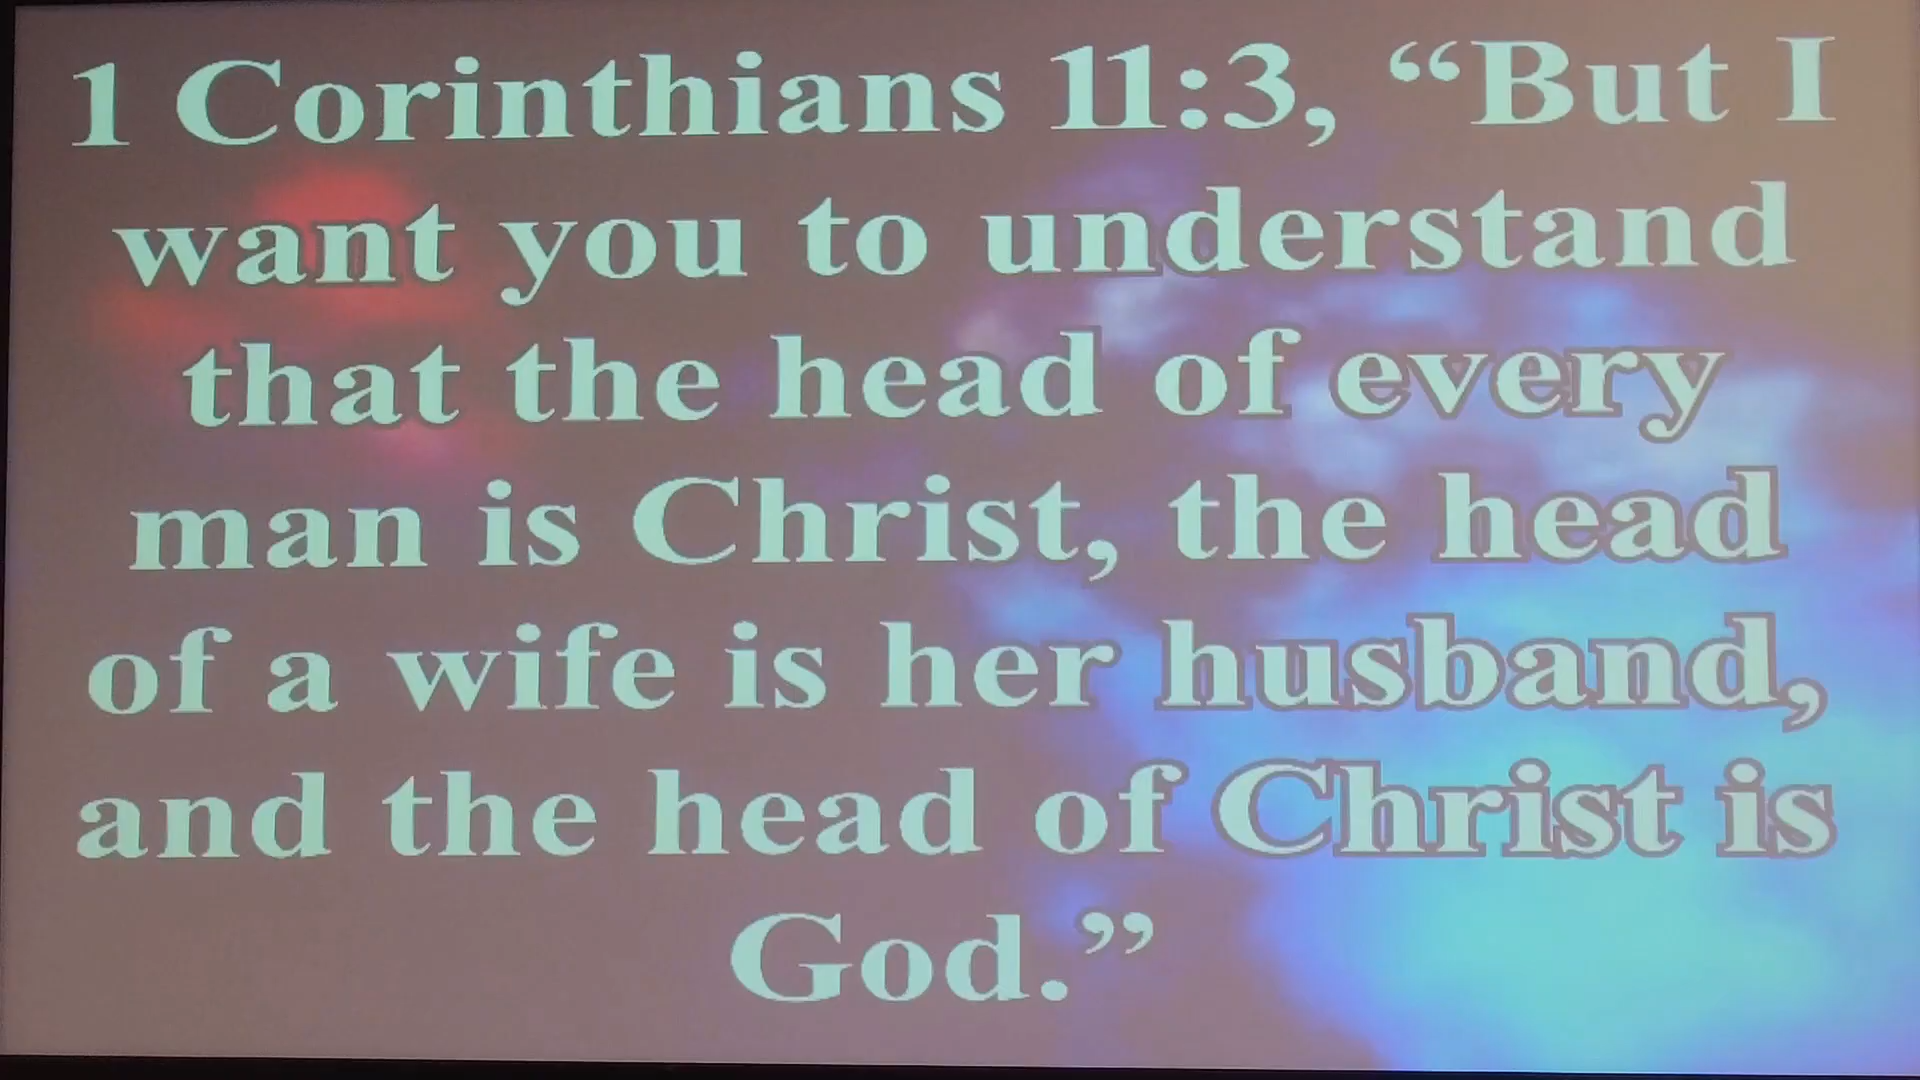 1 Corinthians 11:3, “But I
want you to understand
that the head of every
man is Christ, the head
of a wife is her husband,
and the head of Christ is
God.”